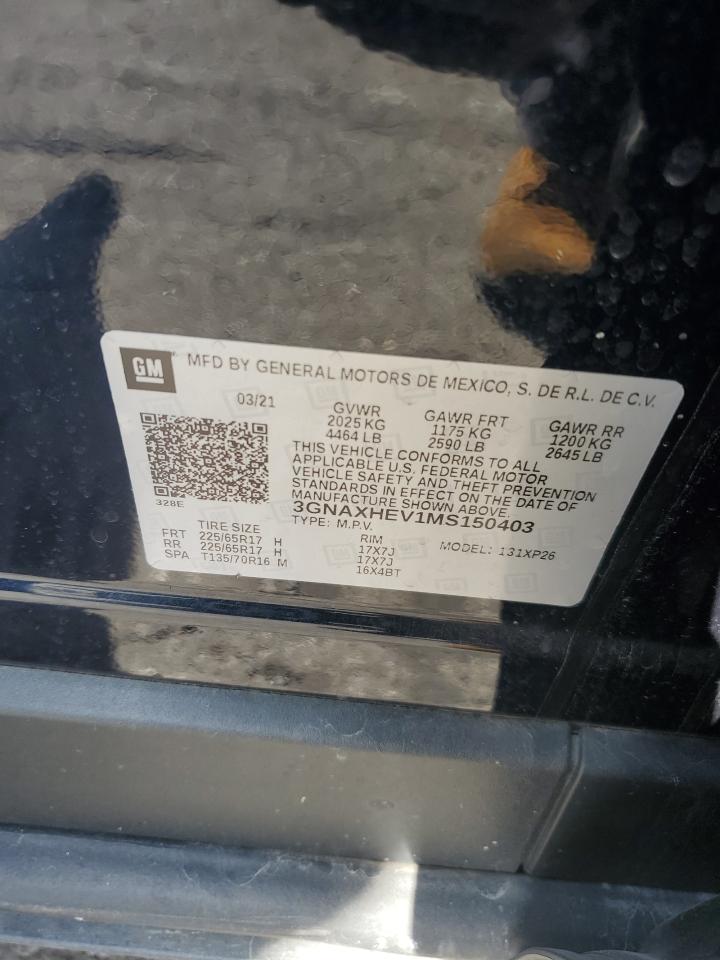 GM MFD BY GENERAL MOTORS DE MEXICO, S. DE R.L. DE C.V.
03/21 GVWR GAWR FRT GAWR RR
2025 KG 1175 KG 1200 KG
4464 LB 2590 LB 2645 LB
THIS VEHICLE CONFORMS TO ALL
APPLICABLE U.S. FEDERAL MOTOR
VEHICLE SAFETY AND THEFT PREVENTION
STANDARDS IN EFFECT ON THE DATE OF
MANUFACTURE SHOWN ABOVE.
328E
3GNAXHEV1MS150403
TYPE: M.P.V. MODEL: 131XP26
TIRE SIZE RIM
FRT 225/65R17 H 17X7J
RR 225/65R17 H 17X7J
SPA T135/70R16 M 16X4BT